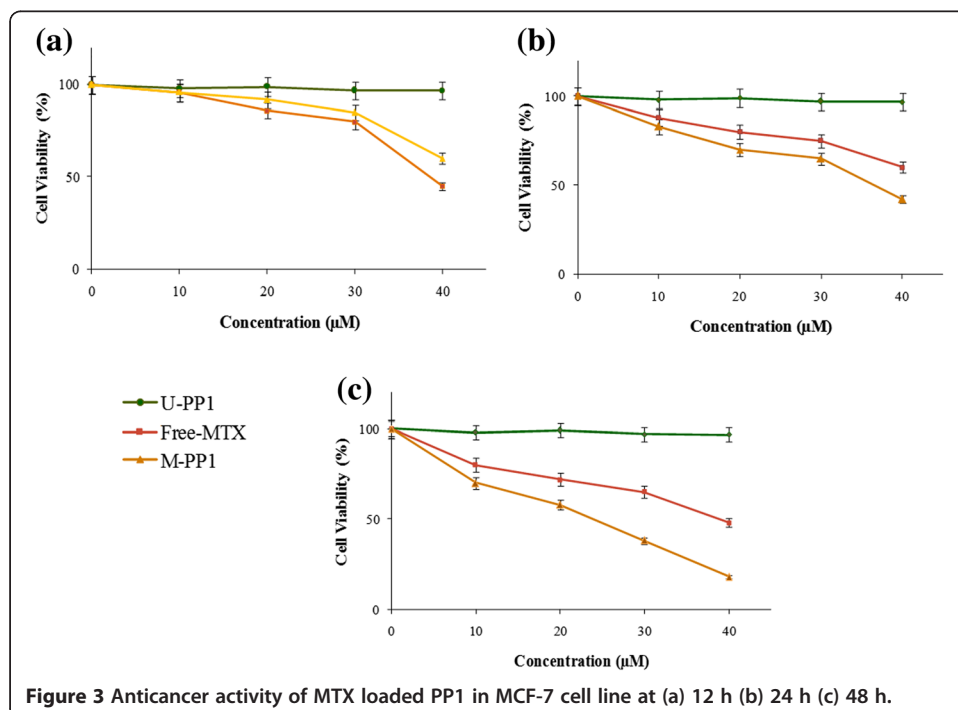 (a)
100
50
0
Cell Viability (%)
0 10 20 30 40
Concentration (µM)
(b)
100
50
0
Cell Viability (%)
0 10 20 30 40
Concentration (µM)
U-PP1
Free-MTX
M-PP1
(c)
100
50
0
Cell Viability (%)
0 10 20 30 40
Concentration (µM)
Figure 3 Anticancer activity of MTX loaded PP1 in MCF-7 cell line at (a) 12 h (b) 24 h (c) 48 h.